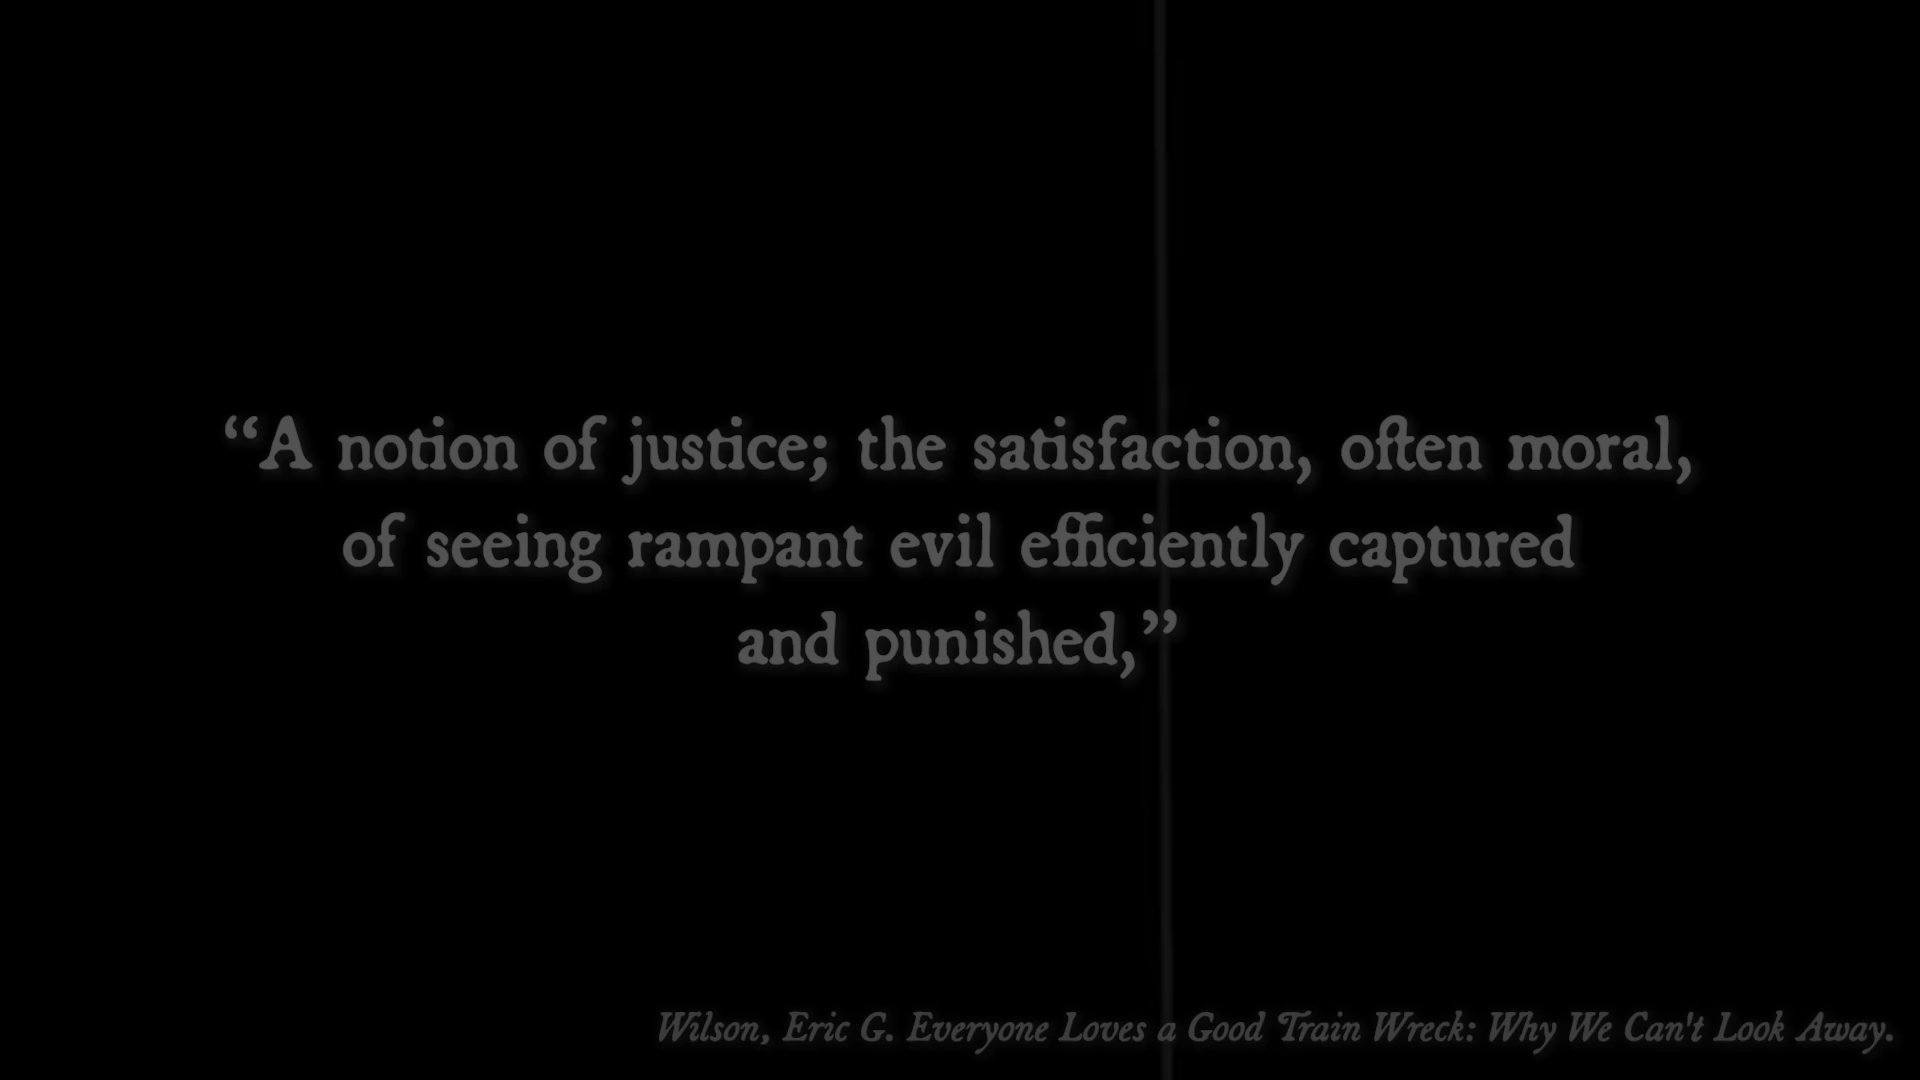 “A notion of justice; the satisfaction, often moral,
of seeing rampant evil efficiently captured
and punished,”
Wilson, Eric G. Everyone Loves a Good Train Wreck: Why We Can't Look Away.